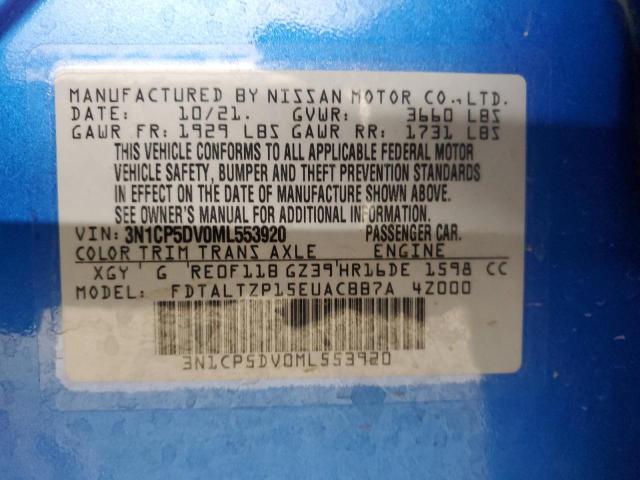 MANUFACTURED BY NISSAN MOTOR CO.,LTD.
DATE: 10/21. GVWR: 3660 LBS
GAWR FR: 1929 LBS GAWR RR: 1731 LBS
THIS VEHICLE CONFORMS TO ALL APPLICABLE FEDERAL MOTOR
VEHICLE SAFETY, BUMPER AND THEFT PREVENTION STANDARDS
IN EFFECT ON THE DATE OF MANUFACTURE SHOWN ABOVE.
SEE OWNER'S MANUAL FOR ADDITIONAL INFORMATION.
VIN: 3N1CP5DV0ML553920 PASSENGER CAR.
COLOR TRIM TRANS AXLE ENGINE
XGY G RE0F11B GZ39 HR16DE 1598 CC
MODEL: FDTALTZP15EUAC8B7A 4Z000
3N1CP5DV0ML553920